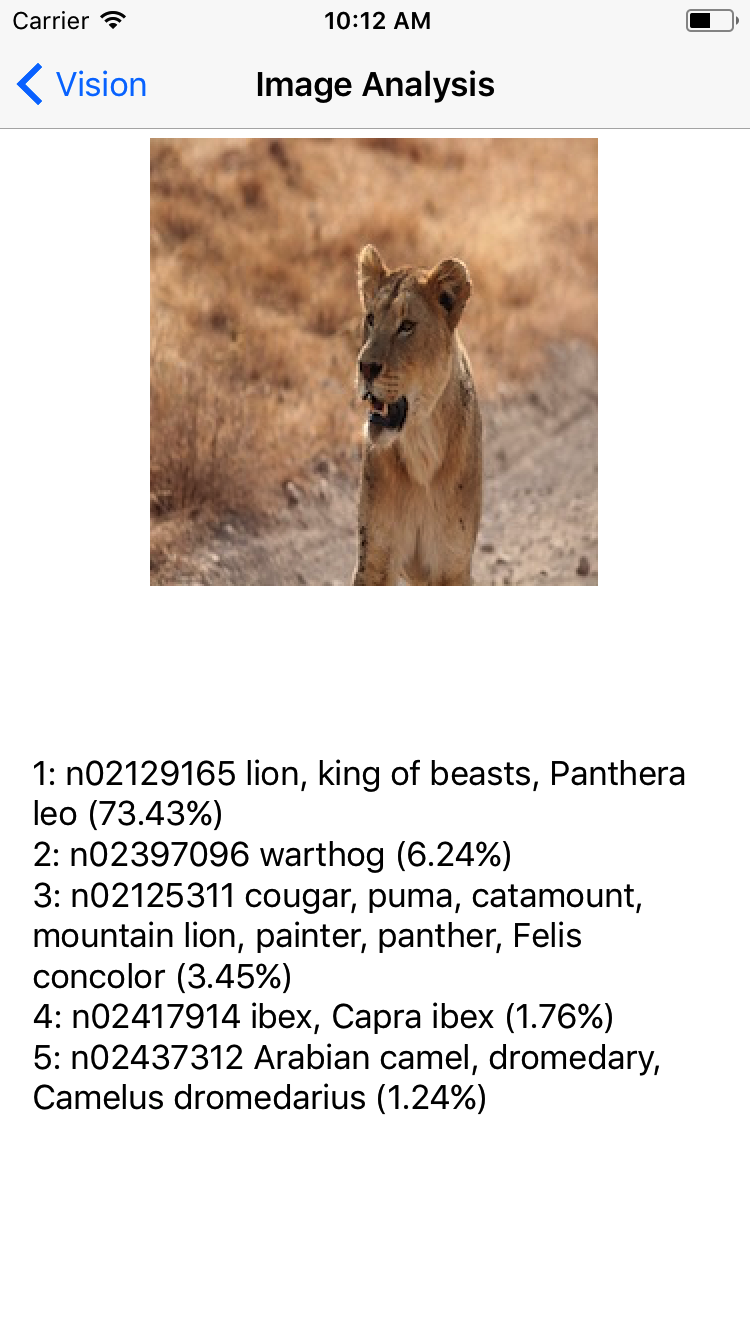 Carrier 10:12 AM
Vision Image Analysis
1: n02129165 lion, king of beasts, Panthera
leo (73.43%)
2: n02397096 warthog (6.24%)
3: n02125311 cougar, puma, catamount,
mountain lion, painter, panther, Felis
concolor (3.45%)
4: n02417914 ibex, Capra ibex (1.76%)
5: n02437312 Arabian camel, dromedary,
Camelus dromedarius (1.24%)